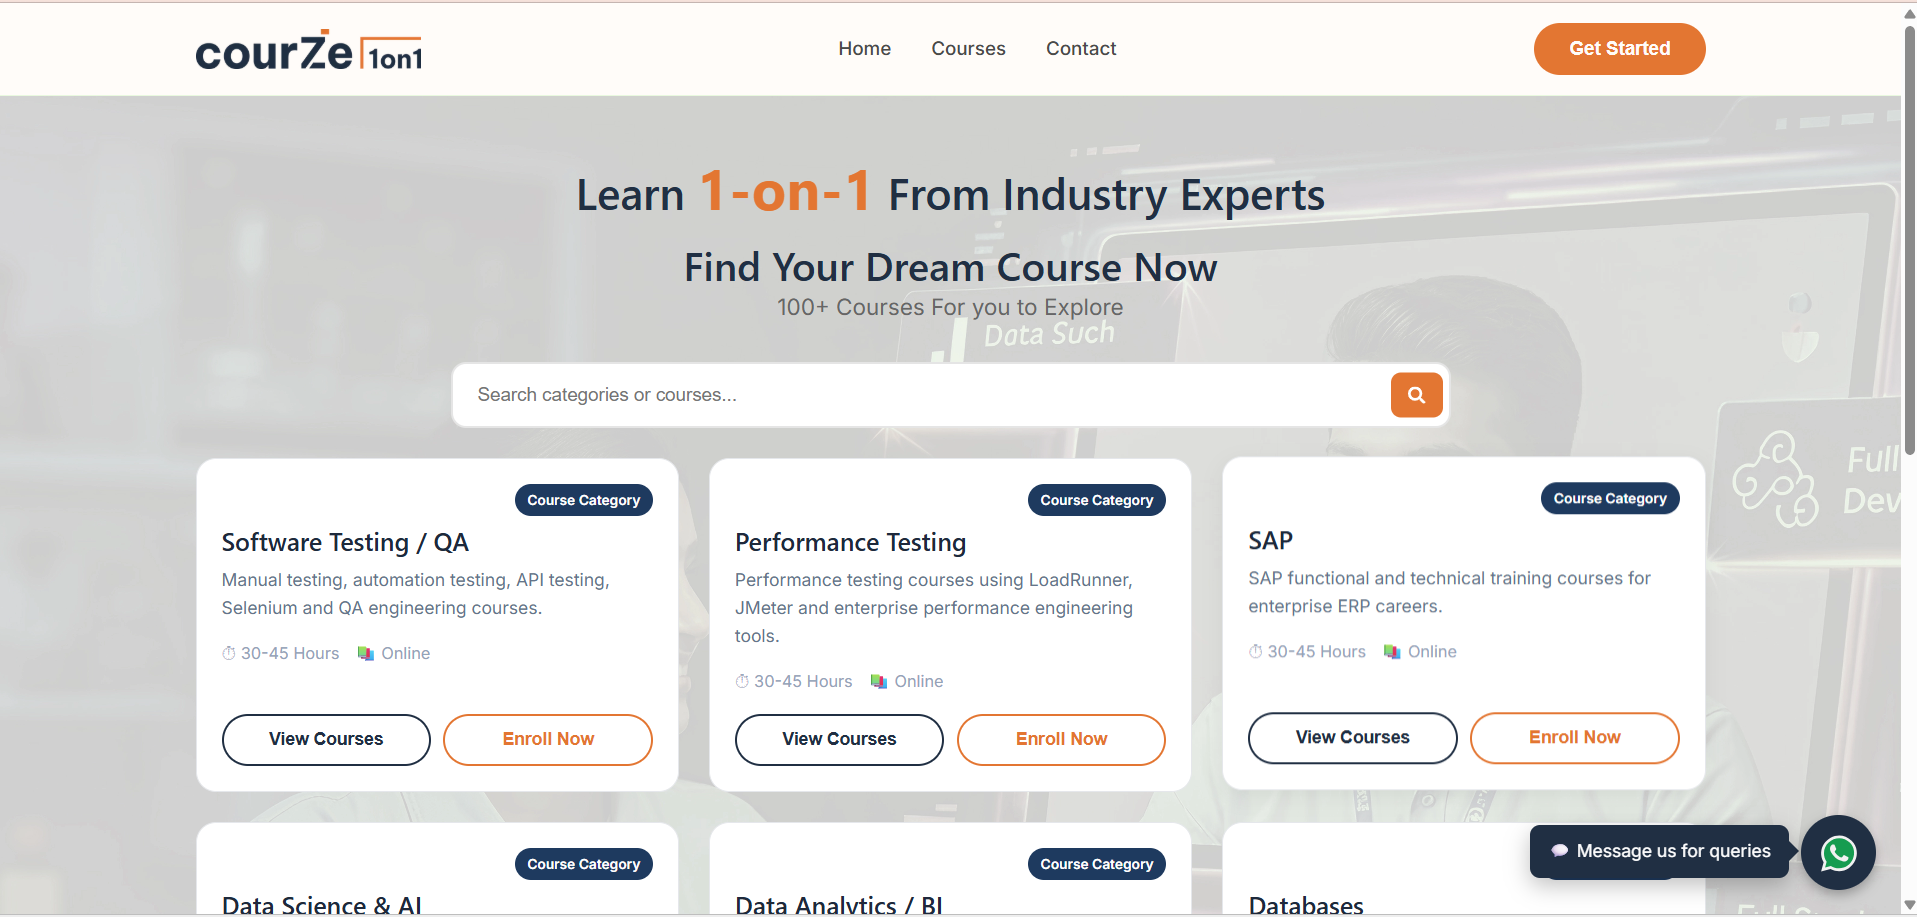 courZe 1on1
Home Courses Contact
Get Started
Learn 1-on-1 From Industry Experts
Find Your Dream Course Now
100+ Courses For you to Explore
Data Such
Search categories or courses...
Full
Dev
Course Category
Software Testing / QA
Manual testing, automation testing, API testing,
Selenium and QA engineering courses.
30-45 Hours Online
View Courses Enroll Now
Course Category
Performance Testing
Performance testing courses using LoadRunner,
JMeter and enterprise performance engineering
tools.
30-45 Hours Online
View Courses Enroll Now
Course Category
SAP
SAP functional and technical training courses for
enterprise ERP careers.
30-45 Hours Online
View Courses Enroll Now
Course Category
Data Science & AI
Course Category
Data Analytics / BI
Databases
Message us for queries